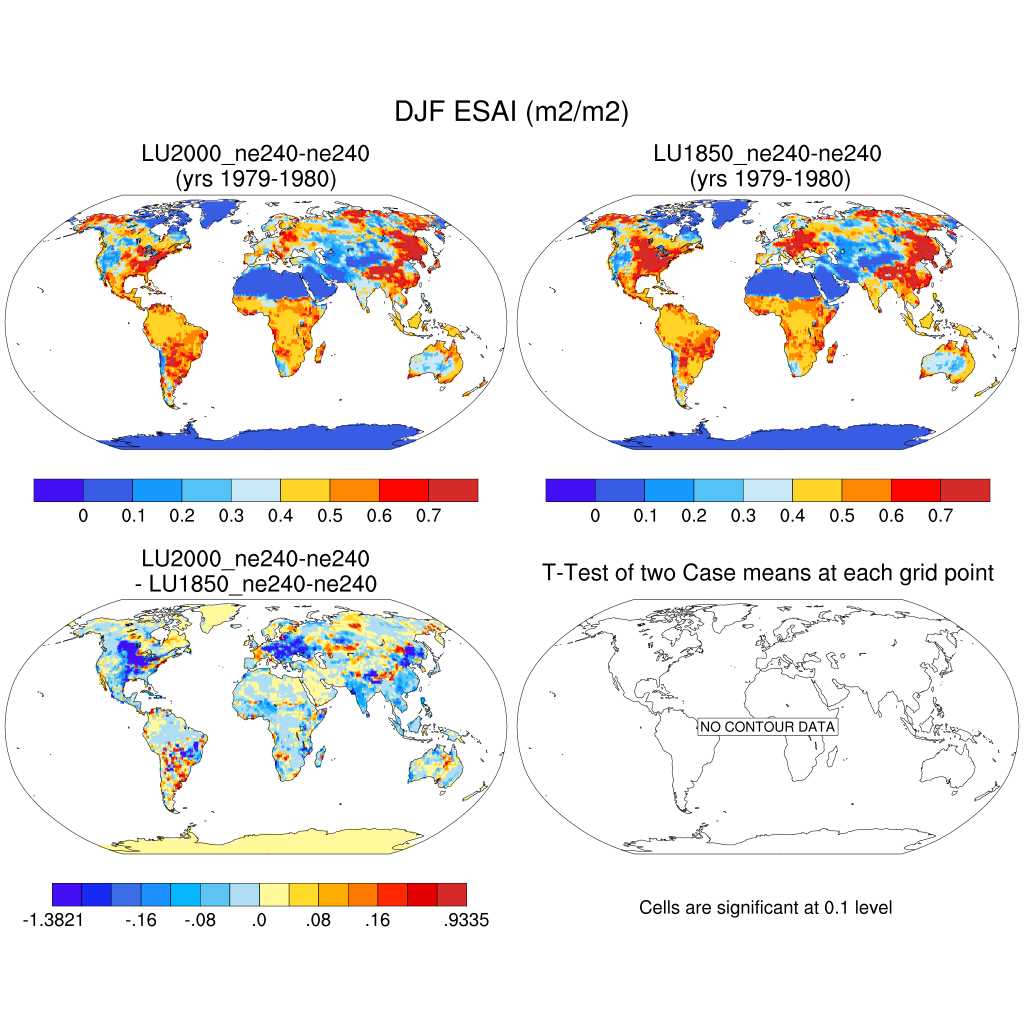 DJF ESAI (m2/m2)
LU2000_ne240-ne240
(yrs 1979-1980)
LU1850_ne240-ne240
(yrs 1979-1980)
0 0.1 0.2 0.3 0.4 0.5 0.6 0.7
0 0.1 0.2 0.3 0.4 0.5 0.6 0.7
LU2000_ne240-ne240
- LU1850_ne240-ne240
T-Test of two Case means at each grid point
NO CONTOUR DATA
-1.3821 -.16 -.08 .0 .08 .16 .9335
Cells are significant at 0.1 level